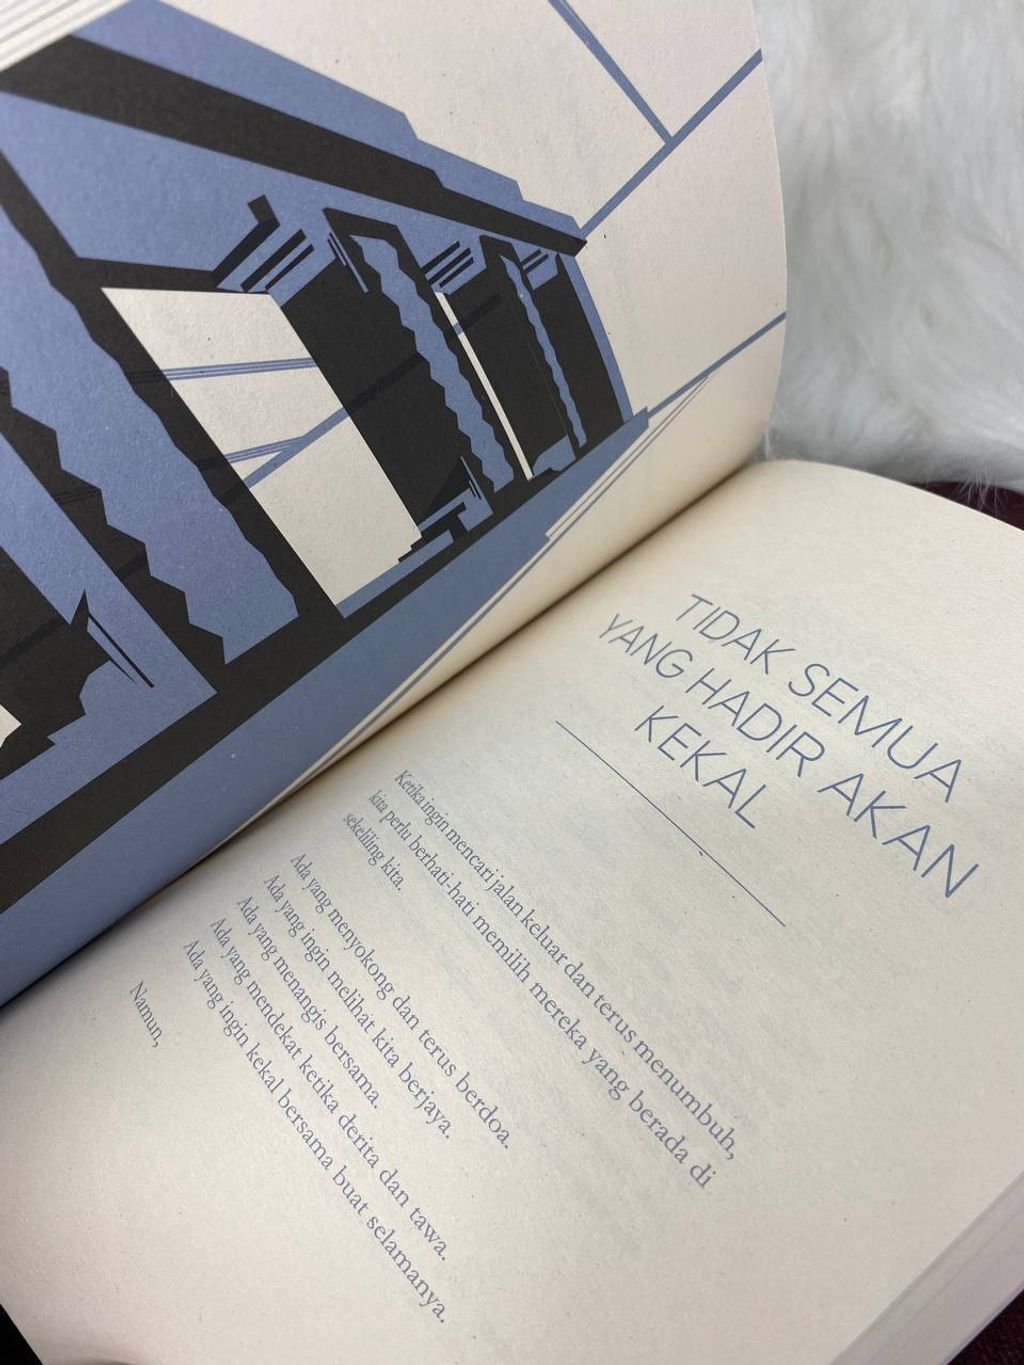 TIDAK SEMUA
YANG HADIR AKAN
KEKAL
Ketika ingin mencari jalan keluar dan terus menumbuh,
kita perlu berhati-hati memilih mereka yang berada di
sekeliling kita.
Ada yang menyokong dan terus berdoa.
Ada yang ingin melihat kita berjaya.
Ada yang menangis bersama.
Ada yang mendekat ketika derita dan tawa.
Ada yang ingin kekal bersama buat selamanya.
Namun,